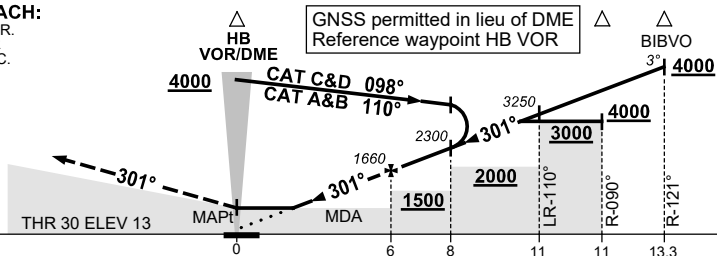 ACH:
R.
C.
HB
VOR/DME
GNSS permitted in lieu of DME
Reference waypoint HB VOR
BIBVO
3°
4000
4000
CAT C&D 098°
CAT A&B 110°
3250
4000
301°
3000
2300
1660
301°
2000
1500
301°
MAPt
MDA
THR 30 ELEV 13
LR-110°
R-090°
R-121°
0
6
8
11
11
13.3